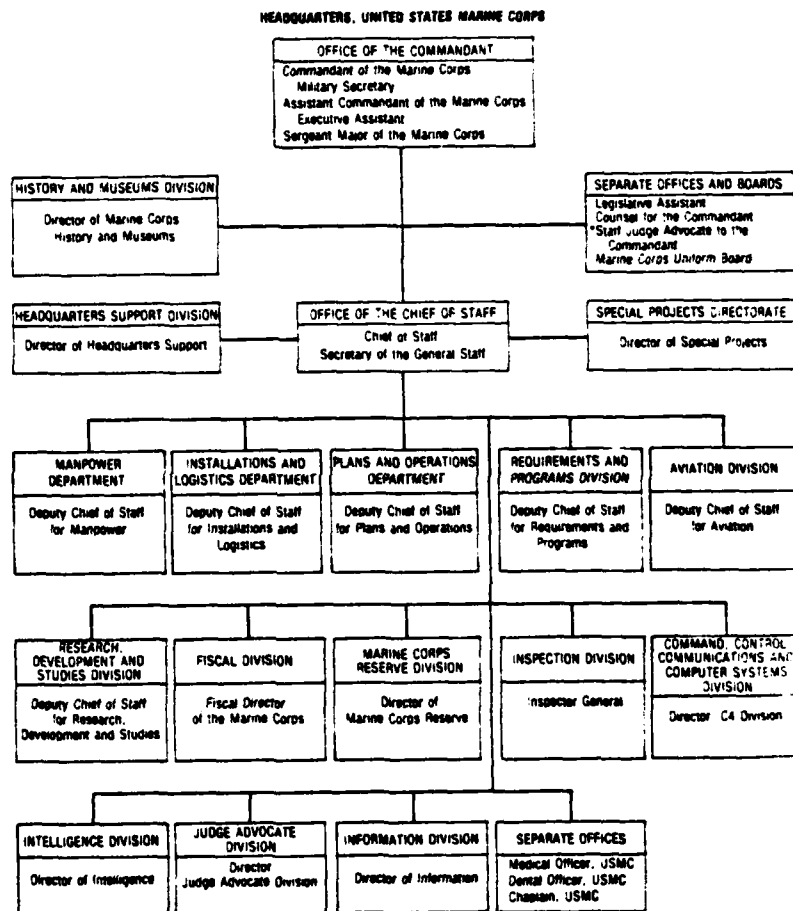 HEADQUARTERS, UNITED STATES MARINE CORPS
OFFICE OF THE COMMANDANT
Commandant of the Marine Corps
Military Secretary
Assistant Commandant of the Marine Corps
Executive Assistant
Sergeant Major of the Marine Corps
HISTORY AND MUSEUMS DIVISION
Director of Marine Corps
History and Museums
SEPARATE OFFICES AND BOARDS
Legislative Assistant
Counsel for the Commandant
*Staff Judge Advocate to the
Commandant
Marine Corps Uniform Board
HEADQUARTERS SUPPORT DIVISION
Director of Headquarters Support
OFFICE OF THE CHIEF OF STAFF
Chief of Staff
Secretary of the General Staff
SPECIAL PROJECTS DIRECTORATE
Director of Special Projects
MANPOWER
DEPARTMENT
Deputy Chief of Staff
for Manpower
INSTALLATIONS AND
LOGISTICS DEPARTMENT
Deputy Chief of Staff
for Installations and
Logistics
PLANS AND OPERATIONS
DEPARTMENT
Deputy Chief of Staff
for Plans and Operations
REQUIREMENTS AND
PROGRAMS DIVISION
Deputy Chief of Staff
for Requirements and
Programs
AVIATION DIVISION
Deputy Chief of Staff
for Aviation
RESEARCH,
DEVELOPMENT AND
STUDIES DIVISION
Deputy Chief of Staff
for Research,
Development and Studies
FISCAL DIVISION
Fiscal Director
of the Marine Corps
MARINE CORPS
RESERVE DIVISION
Director of
Marine Corps Reserve
INSPECTION DIVISION
Inspector General
COMMAND, CONTROL
COMMUNICATIONS AND
COMPUTER SYSTEMS
DIVISION
Director C4 Division
INTELLIGENCE DIVISION
Director of Intelligence
JUDGE ADVOCATE
DIVISION
Director
Judge Advocate Division
INFORMATION DIVISION
Director of Information
SEPARATE OFFICES
Medical Officer, USMC
Dental Officer, USMC
Chaplain, USMC